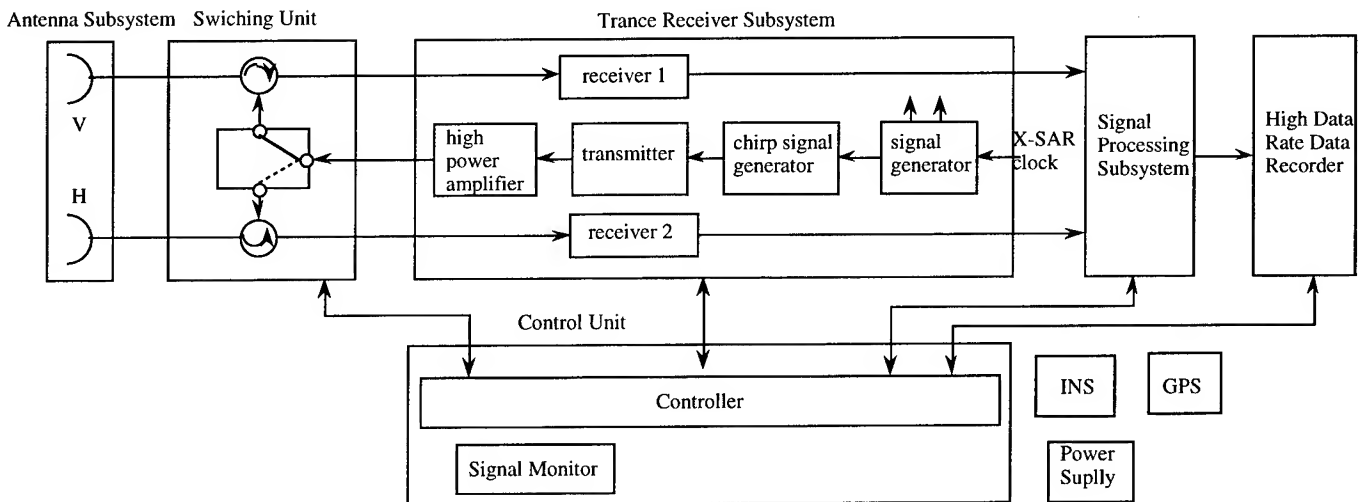 Antenna Subsystem
Swiching Unit
Trance Receiver Subsystem
V
H
receiver 1
high
power
amplifier
transmitter
chirp signal
generator
signal
generator
X-SAR
clock
receiver 2
Signal
Processing
Subsystem
High Data
Rate Data
Recorder
Control Unit
Controller
Signal Monitor
INS
GPS
Power
Suplly